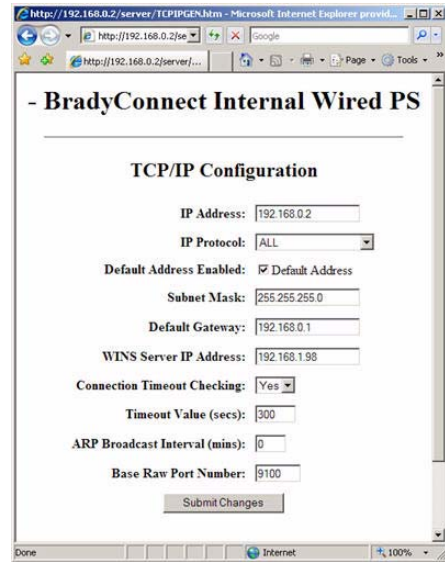 http://192.168.0.2/server/TCPIPGEN.htm - Microsoft Internet Explorer provid...
http://192.168.0.2/se
Google
http://192.168.0.2/server/...
Page
Tools
»
- BradyConnect Internal Wired PS
TCP/IP Configuration
IP Address: 192.168.0.2
IP Protocol: ALL
Default Address Enabled: Default Address
Subnet Mask: 255.255.255.0
Default Gateway: 192.168.0.1
WINS Server IP Address: 192.168.1.98
Connection Timeout Checking: Yes
Timeout Value (secs): 300
ARP Broadcast Interval (mins): 0
Base Raw Port Number: 9100
Submit Changes
Done
Internet
100%